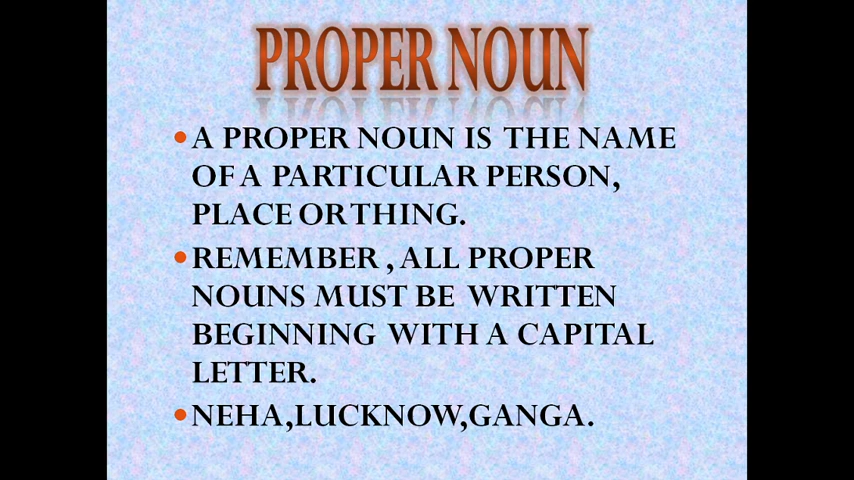 PROPER NOUN
• A PROPER NOUN IS THE NAME
OF A PARTICULAR PERSON,
PLACE OR THING.
• REMEMBER , ALL PROPER
NOUNS MUST BE WRITTEN
BEGINNING WITH A CAPITAL
LETTER.
• NEHA,LUCKNOW,GANGA.